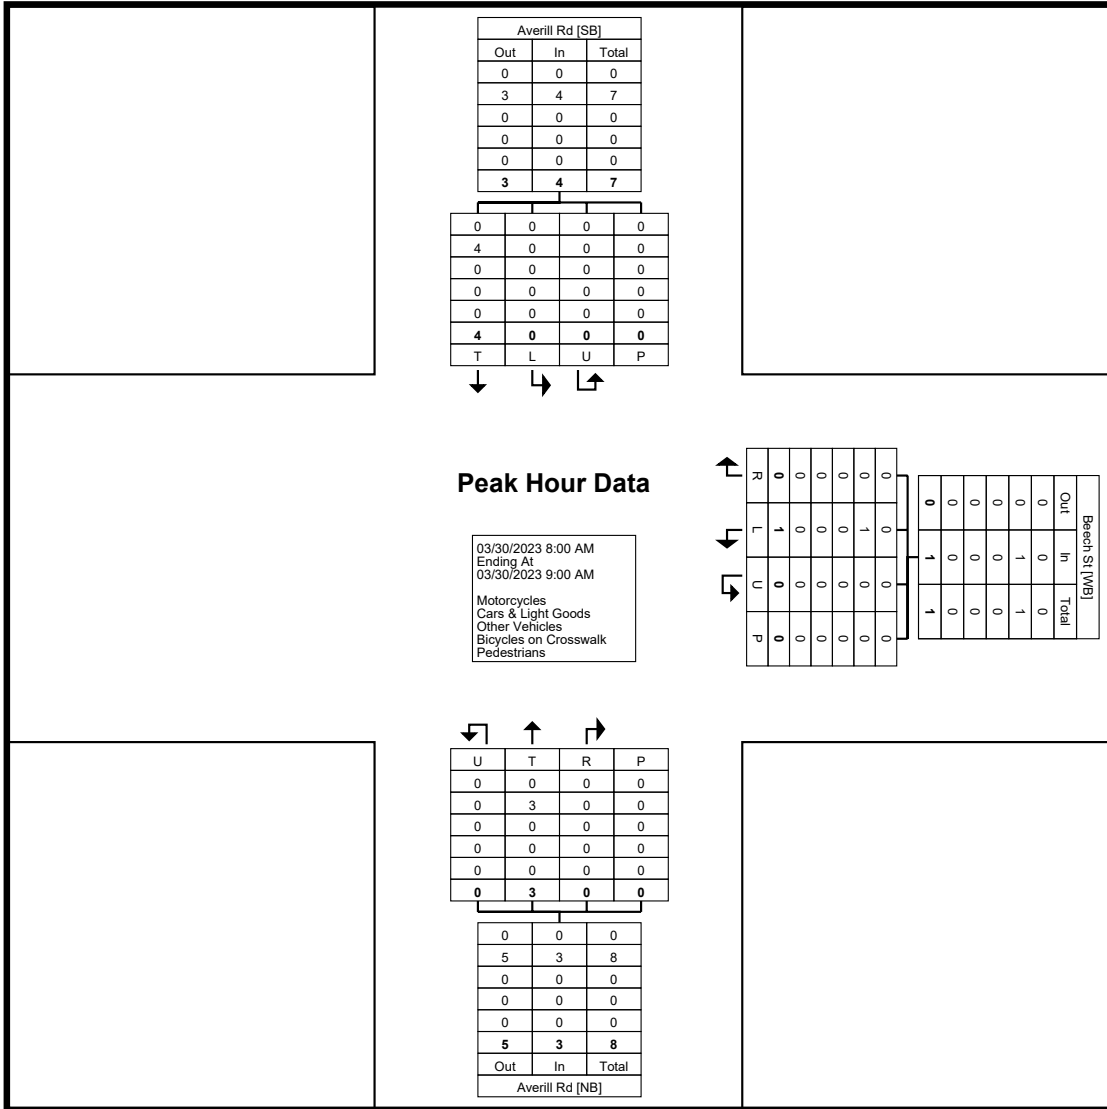 Averill Rd [SB]
Out In Total
0 0 0
3 4 7
0 0 0
0 0 0
0 0 0
3 4 7
0 0 0 0
4 0 0 0
0 0 0 0
0 0 0 0
0 0 0 0
4 0 0 0
T L U P
Peak Hour Data
03/30/2023 8:00 AM
Ending At
03/30/2023 9:00 AM
Motorcycles
Cars & Light Goods
Other Vehicles
Bicycles on Crosswalk
Pedestrians
Beech St [WB]
Out In Total
0 0 0
0 1 1
0 0 0
0 0 0
0 0 0
0 1 1
0 0 0 0
0 1 0 0
0 0 0 0
0 0 0 0
0 0 0 0
0 1 0 0
R L U P
U T R P
0 0 0 0
0 3 0 0
0 0 0 0
0 0 0 0
0 0 0 0
0 3 0 0
0 0 0
5 3 8
0 0 0
0 0 0
0 0 0
5 3 8
Out In Total
Averill Rd [NB]